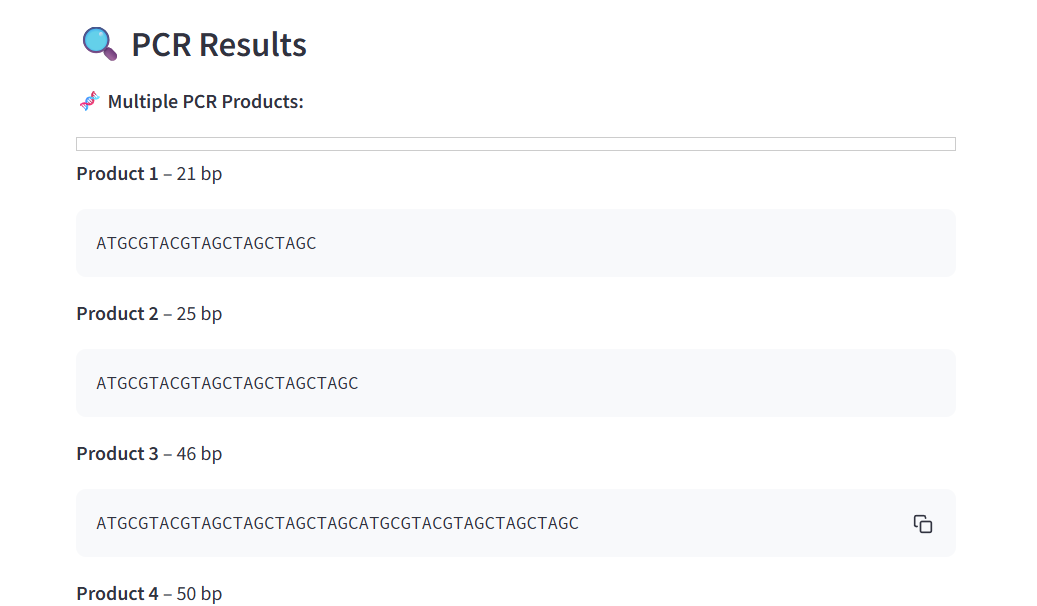 PCR Results
Multiple PCR Products:
Product 1 – 21 bp
ATGCGTACGTAGCTAGCTAGC
Product 2 – 25 bp
ATGCGTACGTAGCTAGCTAGCTAGC
Product 3 – 46 bp
ATGCGTACGTAGCTAGCTAGCTAGCATGCGTACGTAGCTAGCTAGC
Product 4 – 50 bp